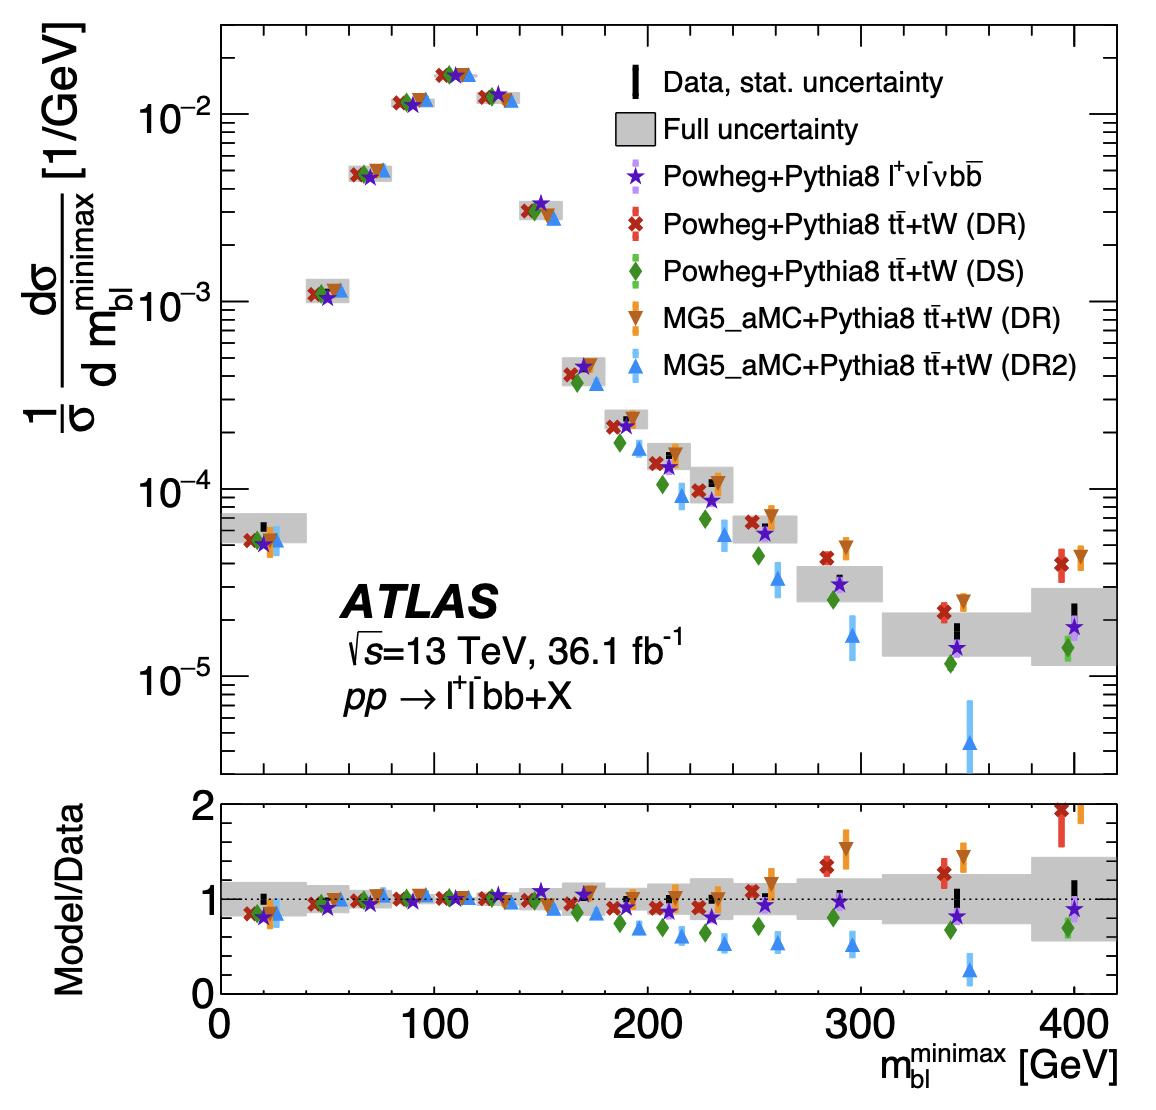 1/σ dσ/d m_bl^minimax [1/GeV]
10⁻²
10⁻³
10⁻⁴
10⁻⁵
Data, stat. uncertainty
Full uncertainty
Powheg+Pythia8 l⁺νl⁻νbb̅
Powheg+Pythia8 tt̅+tW (DR)
Powheg+Pythia8 tt̅+tW (DS)
MG5_aMC+Pythia8 tt̅+tW (DR)
MG5_aMC+Pythia8 tt̅+tW (DR2)
ATLAS
√s=13 TeV, 36.1 fb⁻¹
pp → l⁺l⁻bb+X
Model/Data
2
1
0
0 100 200 300 400
m_bl^minimax [GeV]